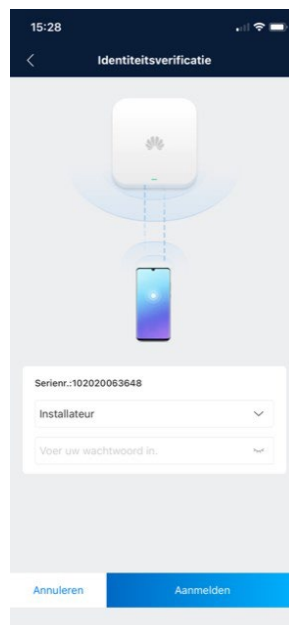 15:28
Identiteitsverificatie
Serienr.:102020063648
Installateur
Voer uw wachtwoord in.
Annuleren
Aanmelden